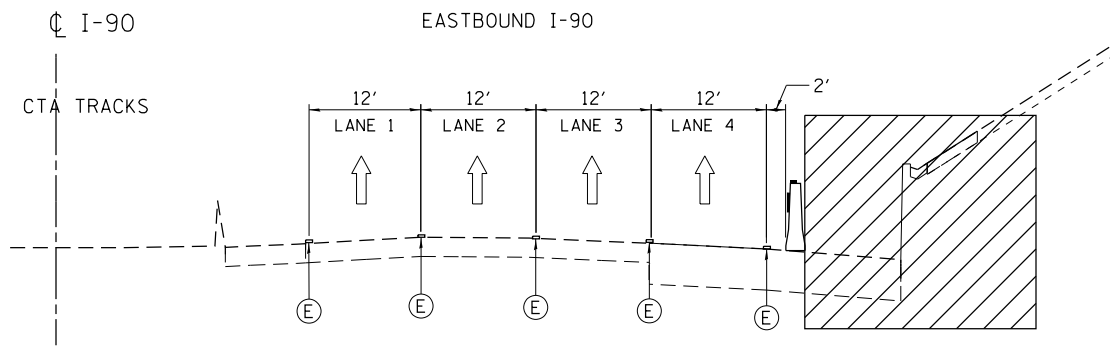 ℄ I-90
EASTBOUND I-90
CTA TRACKS
12' 12' 12' 12' 2'
LANE 1 LANE 2 LANE 3 LANE 4
E E E E E